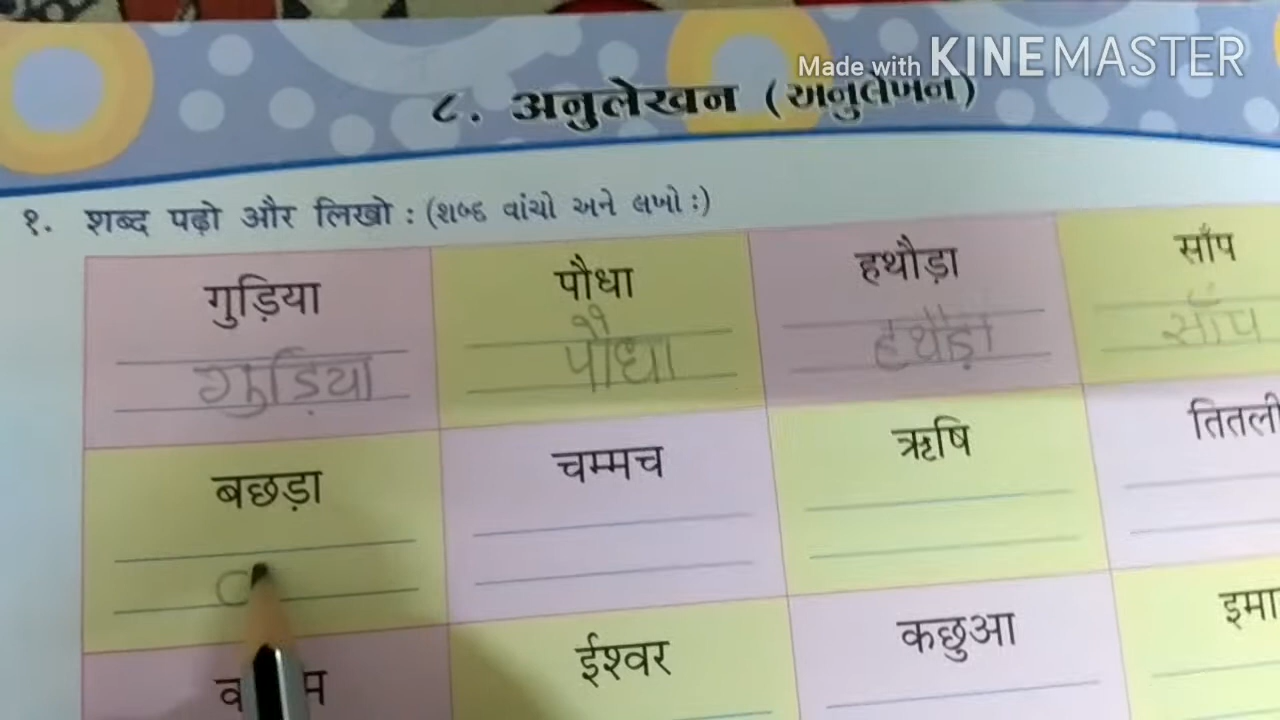 Made with KINEMASTER
८. अनुलेखन (અનુલેખન)
१. शब्द पढ़ो और लिखो : (શબ્દ વાંચો અને લખો :)
गुड़िया पौधा हथौड़ा साँप
गुड़िया पौधा हथौड़ा साँप
बछड़ा चम्मच ऋषि तितली
ईश्वर कछुआ